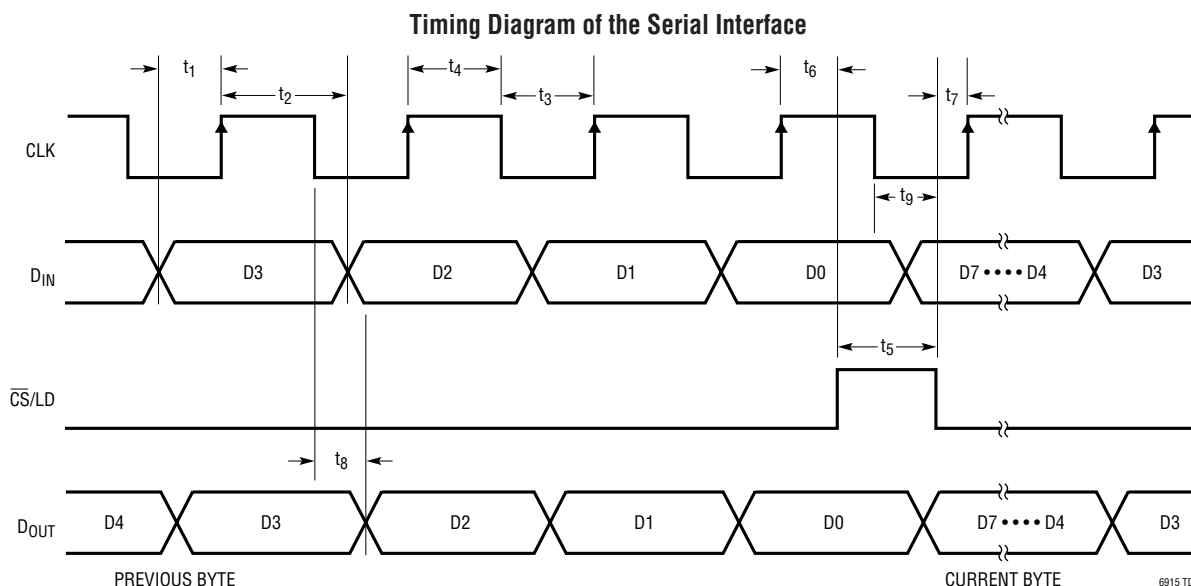 Timing Diagram of the Serial Interface
t1 t4 t6
t2 t3 t7
CLK
t9
DIN D3 D2 D1 D0 D7 •••• D4 D3
t5
CS/LD
t8
DOUT D4 D3 D2 D1 D0 D7 •••• D4 D3
PREVIOUS BYTE CURRENT BYTE